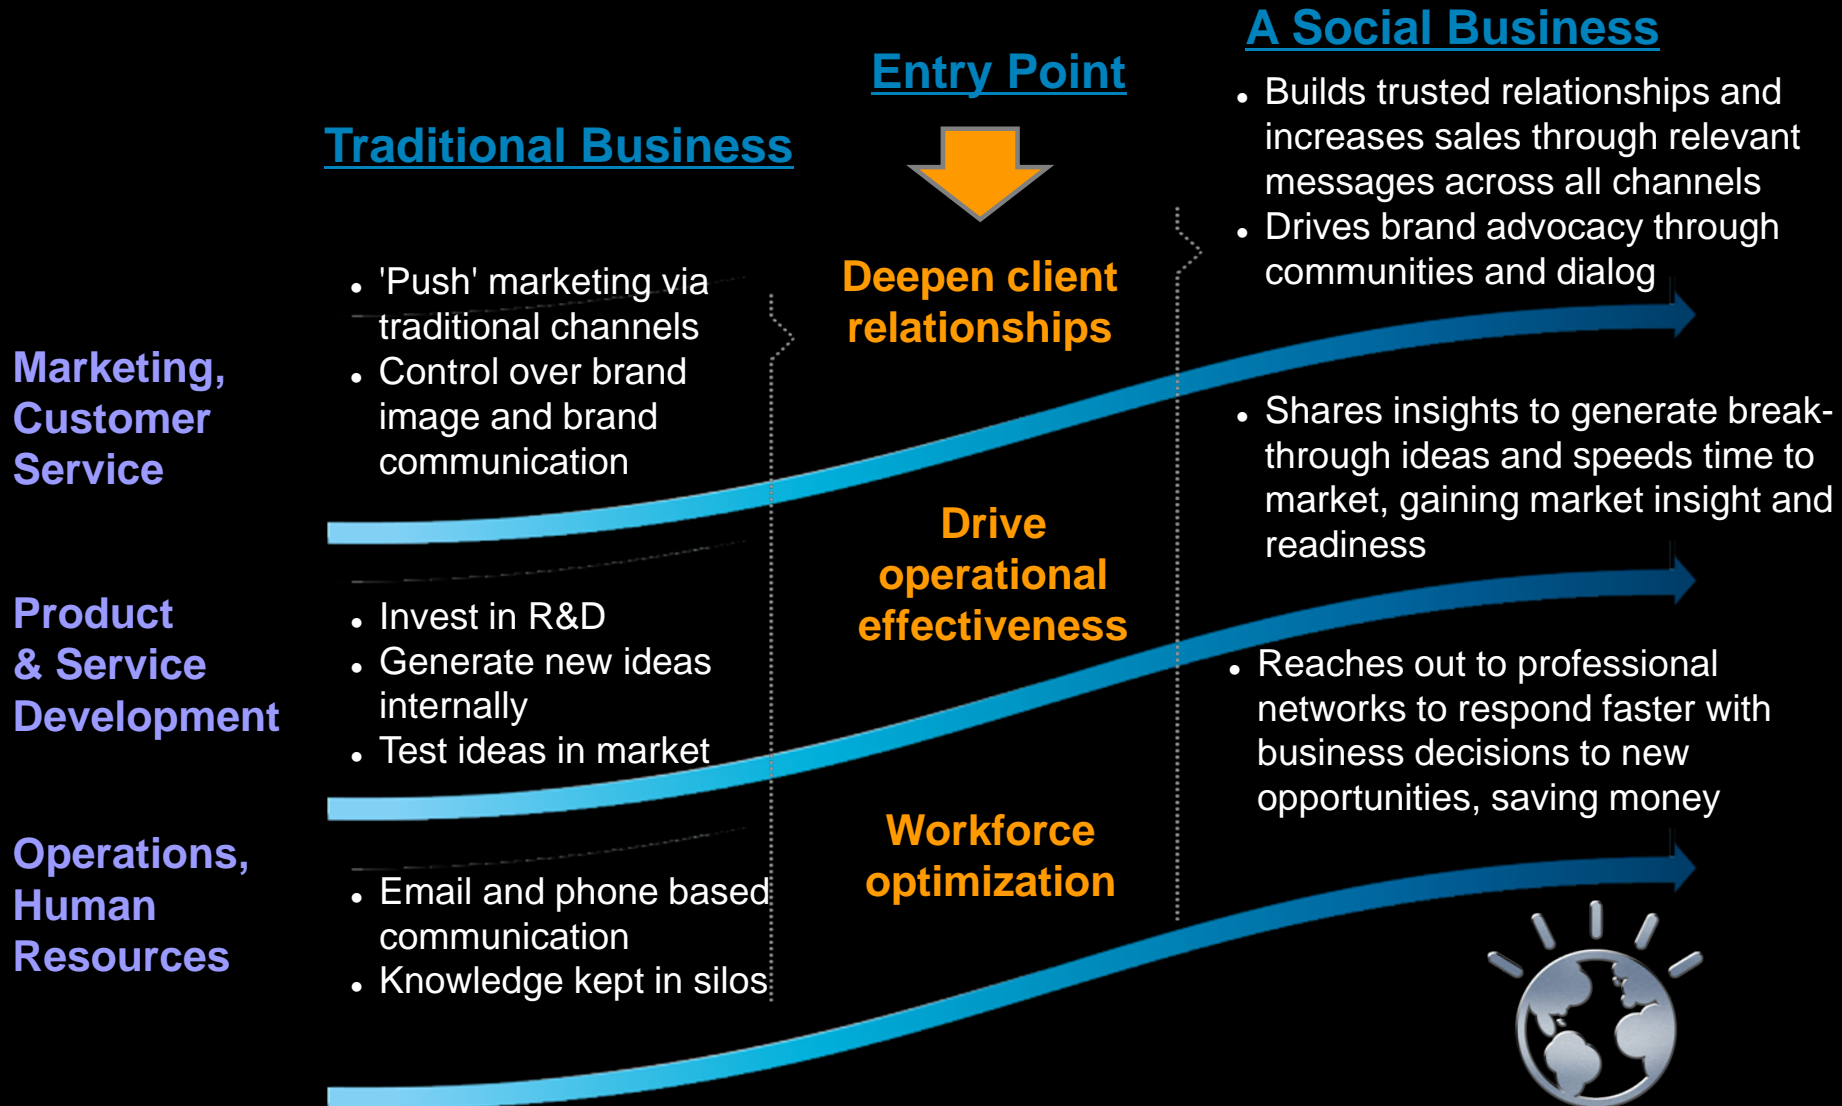 A Social Business
Entry Point
Traditional Business
Marketing,
Customer
Service
• 'Push' marketing via
traditional channels
• Control over brand
image and brand
communication
Deepen client
relationships
• Builds trusted relationships and
increases sales through relevant
messages across all channels
• Drives brand advocacy through
communities and dialog
Product
& Service
Development
• Invest in R&D
• Generate new ideas
internally
• Test ideas in market
Drive
operational
effectiveness
• Shares insights to generate break-
through ideas and speeds time to
market, gaining market insight and
readiness
Operations,
Human
Resources
• Email and phone based
communication
• Knowledge kept in silos
Workforce
optimization
• Reaches out to professional
networks to respond faster with
business decisions to new
opportunities, saving money